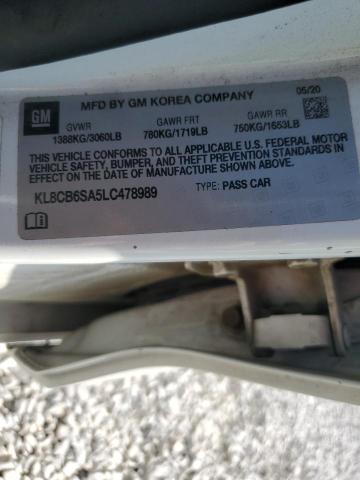 05/20
GM
MFD BY GM KOREA COMPANY
GVWR GAWR FRT GAWR RR
1388KG/3060LB 780KG/1719LB 750KG/1653LB
THIS VEHICLE CONFORMS TO ALL U.S.A. FEDERAL MOTOR
VEHICLE SAFETY, BUMPER, AND THEFT PREVENTION STANDARDS
IN EFFECT ON THE DATE OF MANUFACTURE SHOWN ABOVE.
KL8CB6SA5LC478989 TYPE: PASS CAR